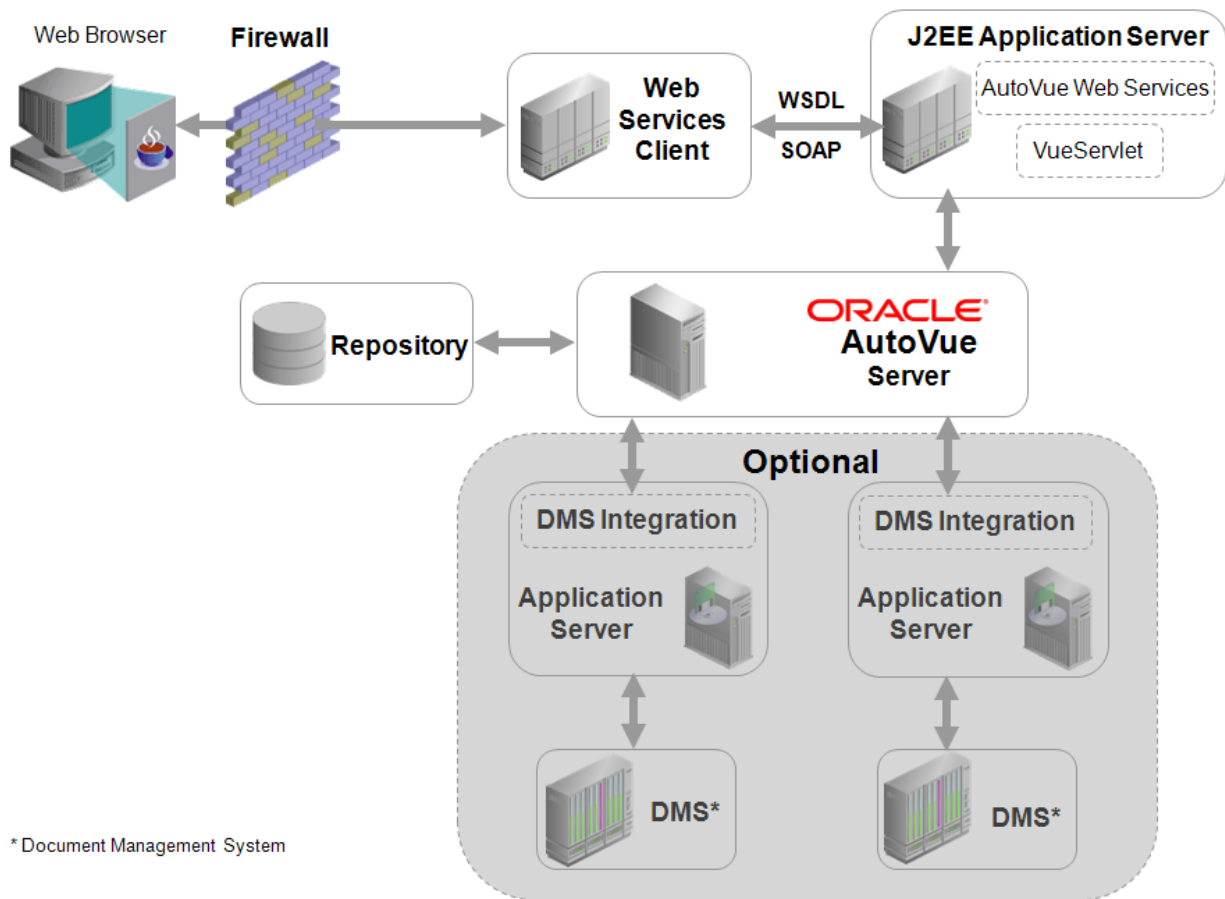 Web Browser
Firewall
Web
Services
Client
WSDL
SOAP
J2EE Application Server
AutoVue Web Services
VueServlet
Repository
ORACLE®
AutoVue
Server
Optional
DMS Integration
Application
Server
DMS Integration
Application
Server
DMS*
DMS*
* Document Management System